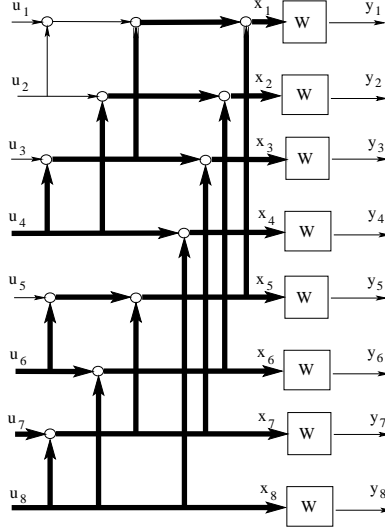 u1 x1 W y1
u2 x2 W y2
u3 x3 W y3
u4 x4 W y4
u5 x5 W y5
u6 x6 W y6
u7 x7 W y7
u8 x8 W y8